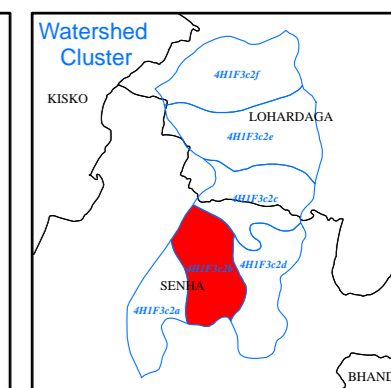 Watershed
Cluster
4H1F3c2f
KISKO
LOHARDAGA
4H1F3c2e
4H1F3c2c
4H1F3c2d
SENHA
4H1F3c2a
BHAND